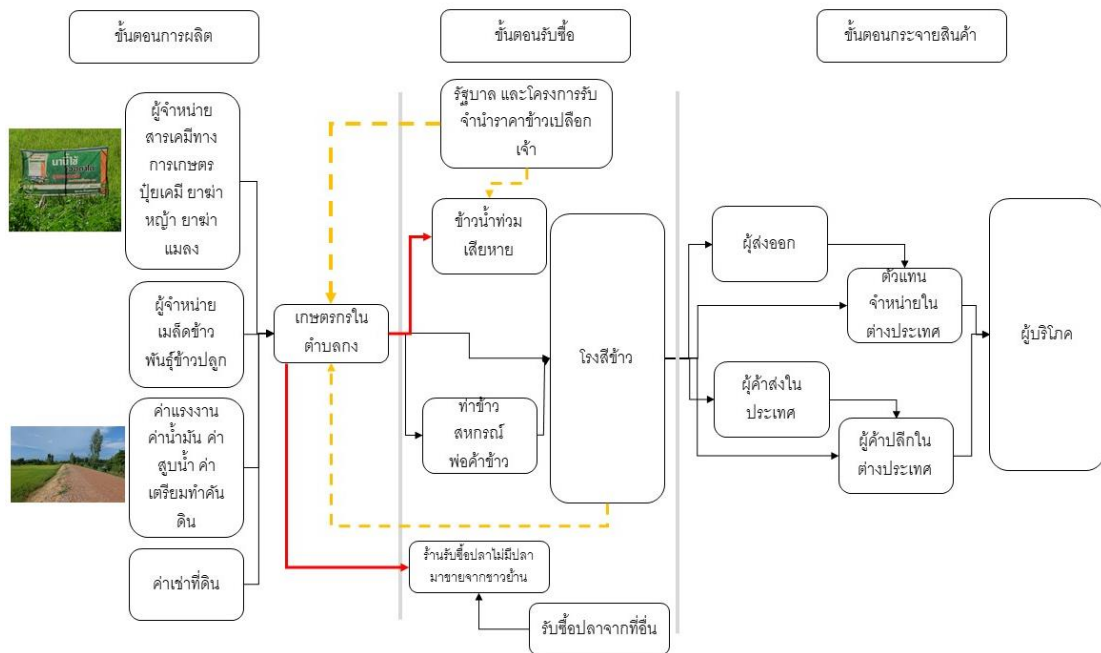 ขั้นตอนการผลิต
ขั้นตอนรับซื้อ
ขั้นตอนกระจายสินค้า
ผู้จำหน่าย
สารเคมีทาง
การเกษตร
ปุ๋ยเคมี ยาฆ่า
หญ้า ยาฆ่า
แมลง
ผู้จำหน่าย
เมล็ดข้าว
พันธุ์ข้าวปลูก
ค่าแรงงาน
ค่าน้ำมัน ค่า
สูบน้ำ ค่า
เตรียมทำคัน
ดิน
ค่าเช่าที่ดิน
เกษตรกรใน
ตำบลกง
รัฐบาล และโครงการรับ
จำนำราคาข้าวเปลือก
เจ้า
ข้าวน้ำท่วม
เสียหาย
ท่าข้าว
สหกรณ์
พ่อค้าข้าว
โรงสีข้าว
ร้านรับซื้อปลาไม่มีปลา
มาขายจากชาวย้าน
รับซื้อปลาจากที่อื่น
ผู้ส่งออก
ตัวแทน
จำหน่ายใน
ต่างประเทศ
ผู้ค้าส่งใน
ประเทศ
ผู้ค้าปลีกใน
ต่างประเทศ
ผู้บริโภค